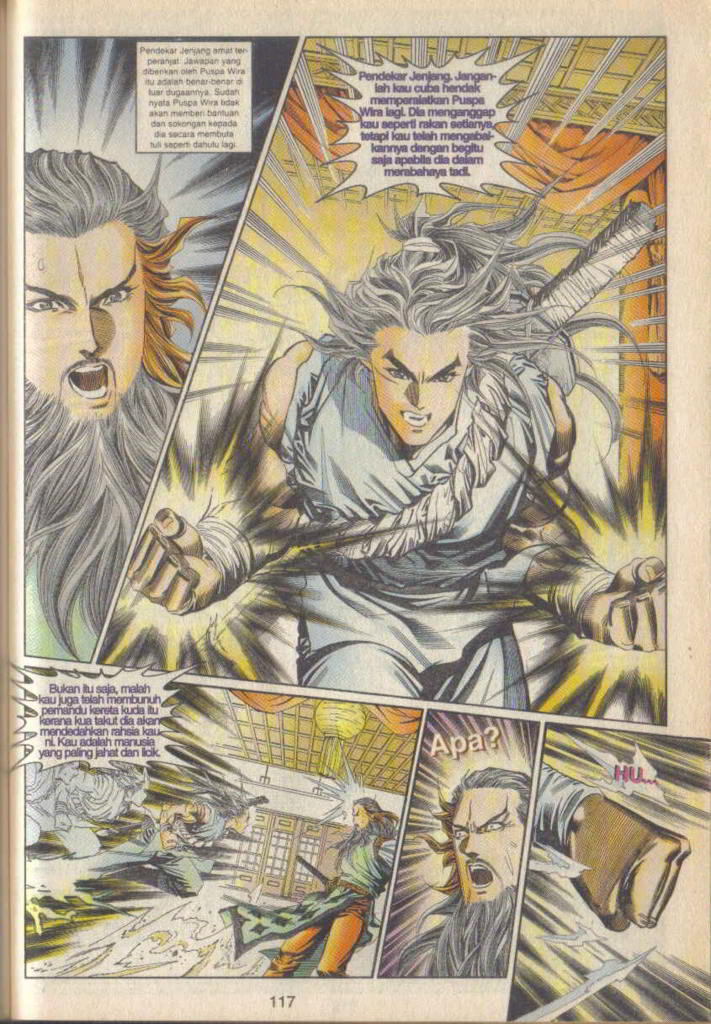 Pendekar Jenjang amat ter-
peranjat. Jawapan yang
diberikan oleh Puspa Wira
itu adalah benar-benar di
luar dugaannya. Sudah
nyata Puspa Wira tidak
akan memberi bantuan
dan sokongan kepada
dia secara membuta
tuli seperti dahulu lagi.
Pendekar Jenjang. Jangan-
lah kau cuba hendak
memperalatkan Puspa
Wira lagi. Dia menganggap
kau seperti rakan setianya,
tetapi kau telah mengabai-
kannya dengan begitu
saja apabila dia dalam
merabahaya tadi.
Bukan itu saja, malah
kau juga telah membunuh
pemandu kereta kuda itu
kerana kua takut dia akan
mendedahkan rahsia kau
ni. Kau adalah manusia
yang paling jahat dan licik.
Apa?
HU...
117